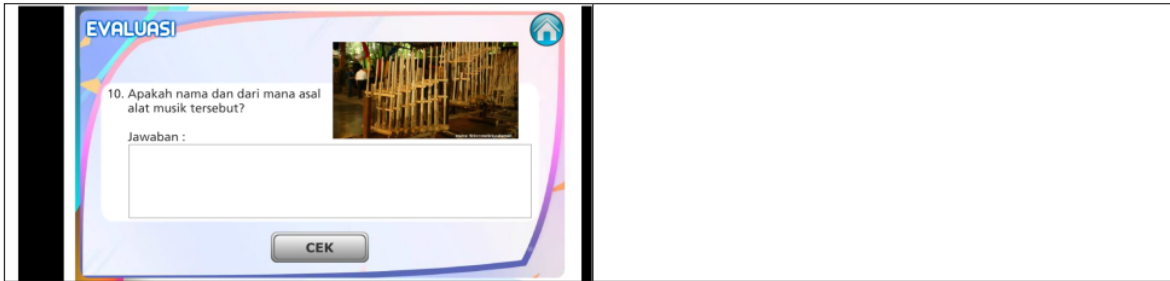 EVALUASI
10. Apakah nama dan dari mana asal
alat musik tersebut?
Jawaban :
CEK